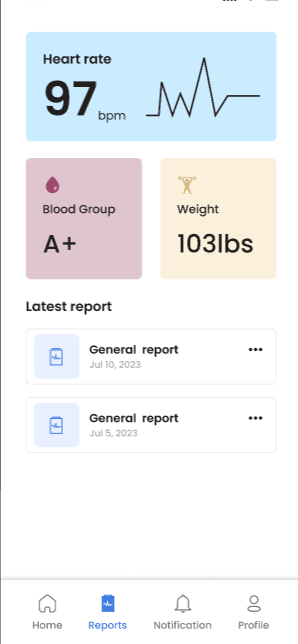 Heart rate
97 bpm
Blood Group
A+
Weight
103lbs
Latest report
General report
Jul 10, 2023
General report
Jul 5, 2023
Home
Reports
Notification
Profile